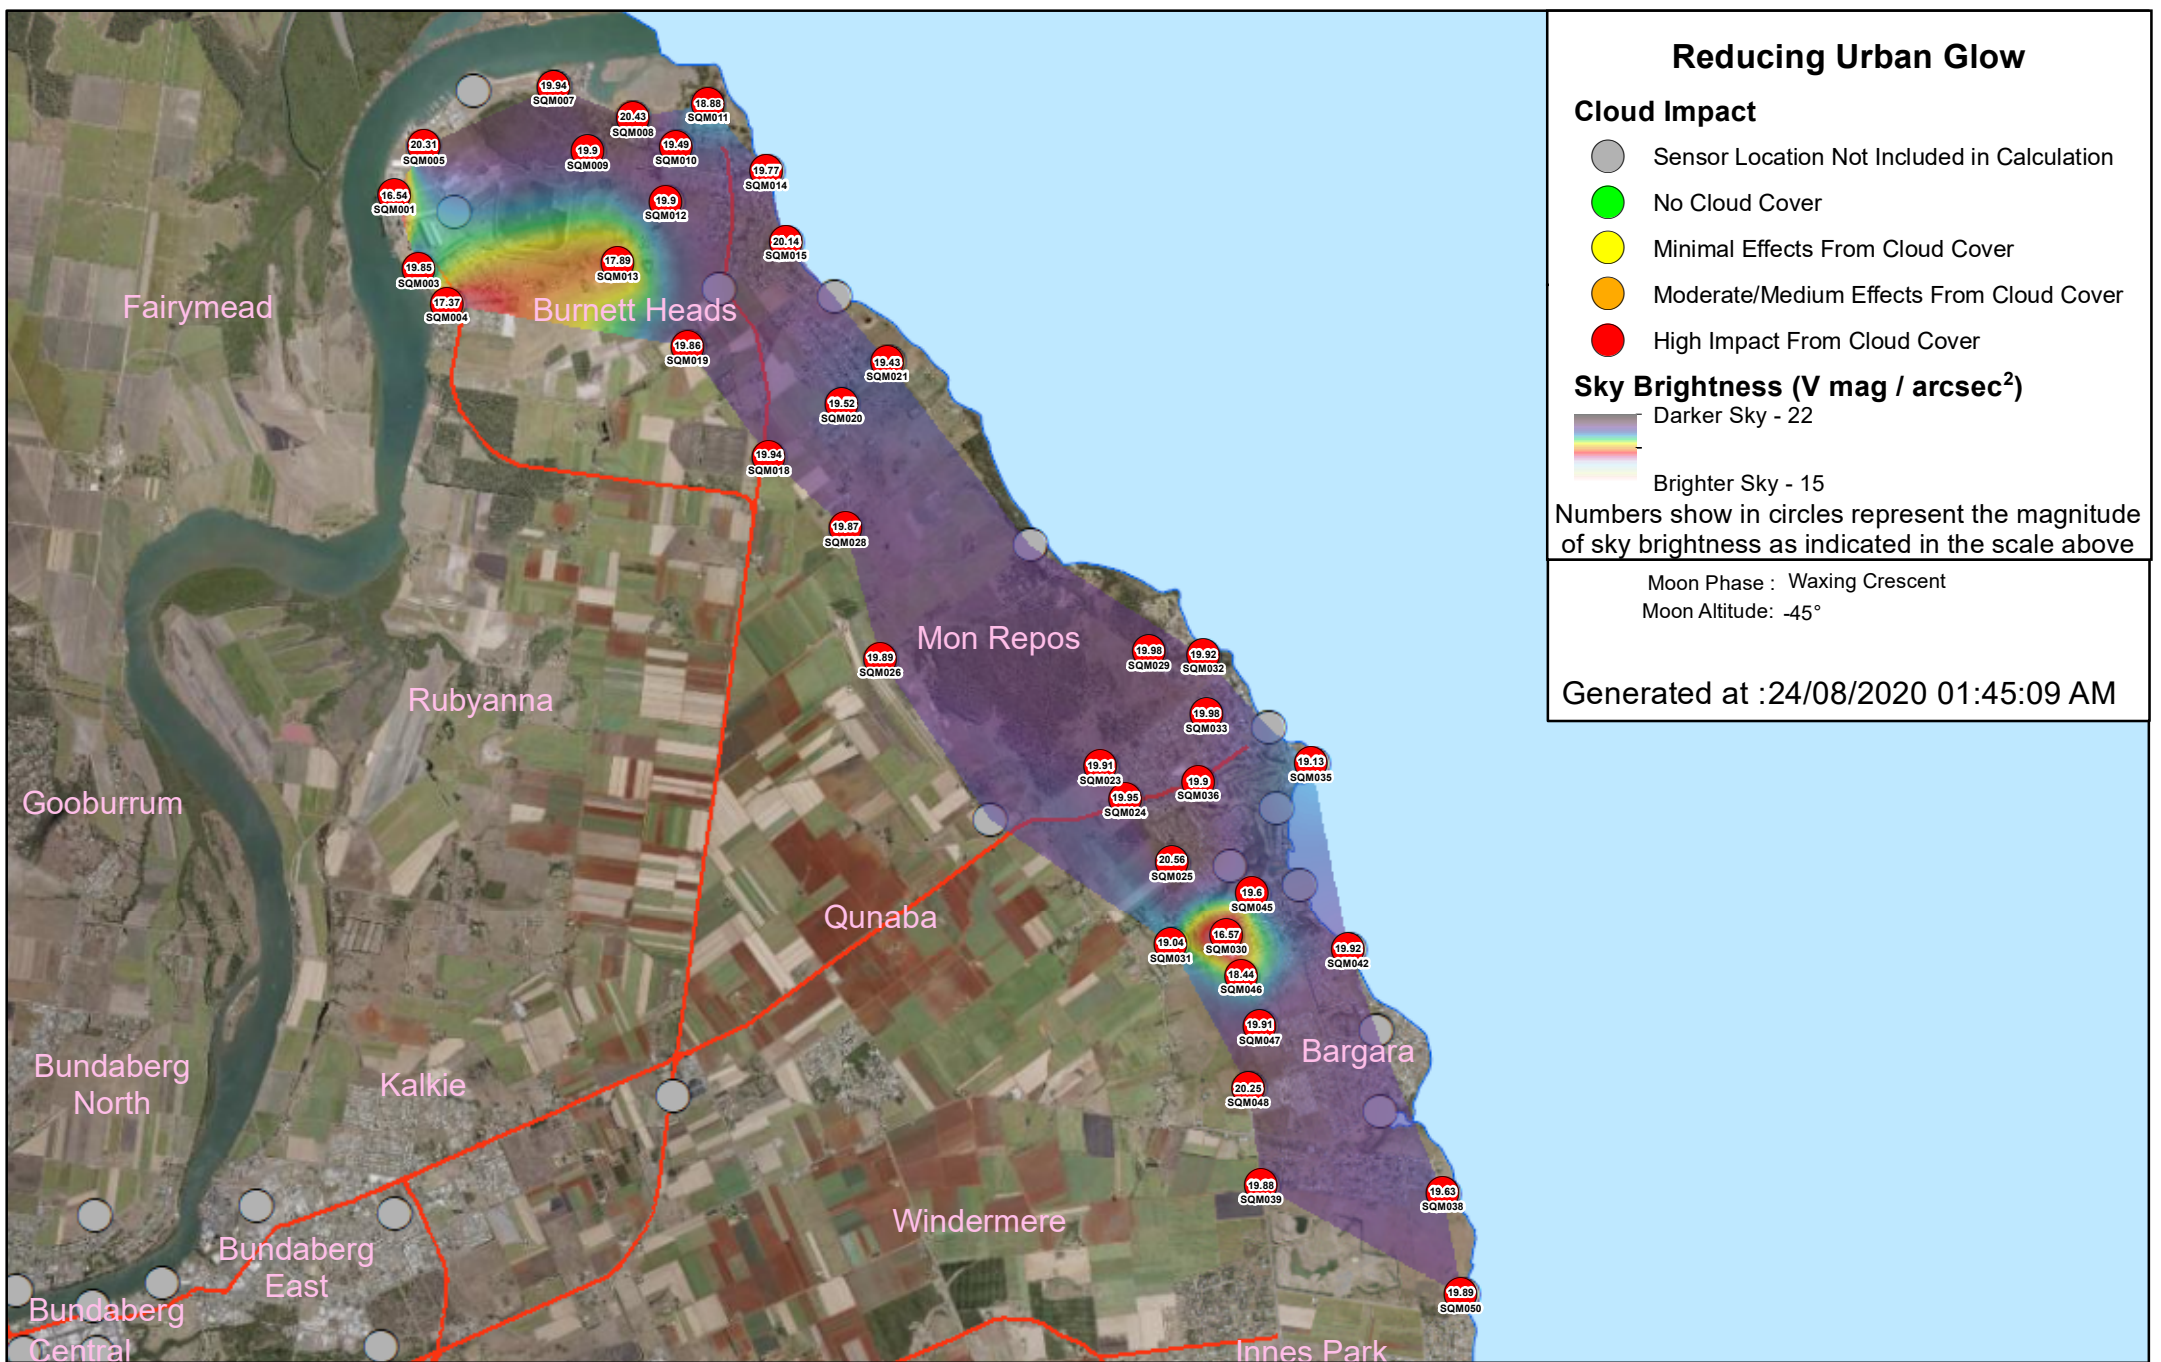 Reducing Urban Glow
Cloud Impact
Sensor Location Not Included in Calculation
No Cloud Cover
Minimal Effects From Cloud Cover
Moderate/Medium Effects From Cloud Cover
High Impact From Cloud Cover
Sky Brightness (V mag / arcsec²)
Darker Sky - 22
Brighter Sky - 15
Numbers show in circles represent the magnitude
of sky brightness as indicated in the scale above
Moon Phase : Waxing Crescent
Moon Altitude: -45°
Generated at :24/08/2020 01:45:09 AM
19.94
SQM007
18.88
SQM011
20.43
SQM008
20.31
SQM005
19.9
SQM009
19.49
SQM010
19.77
SQM014
16.54
SQM001
19.9
SQM012
20.14
SQM015
19.85
SQM003
17.89
SQM013
17.37
SQM004
Fairymead
Burnett Heads
19.86
SQM019
19.43
SQM021
19.52
SQM020
19.94
SQM018
19.87
SQM028
Mon Repos
19.98
SQM029
19.92
SQM032
19.89
SQM026
Rubyanna
19.98
SQM033
19.91
SQM023
19.13
SQM035
19.9
SQM036
19.95
SQM024
Gooburrum
20.56
SQM025
19.6
SQM045
Qunaba
16.57
SQM030
19.04
SQM031
19.92
SQM042
18.44
SQM046
19.91
SQM047
Bargara
Bundaberg
North
Kalkie
20.25
SQM048
19.88
SQM039
19.63
SQM038
Windermere
Bundaberg
East
19.89
SQM050
Bundaberg
Central
Innes Park